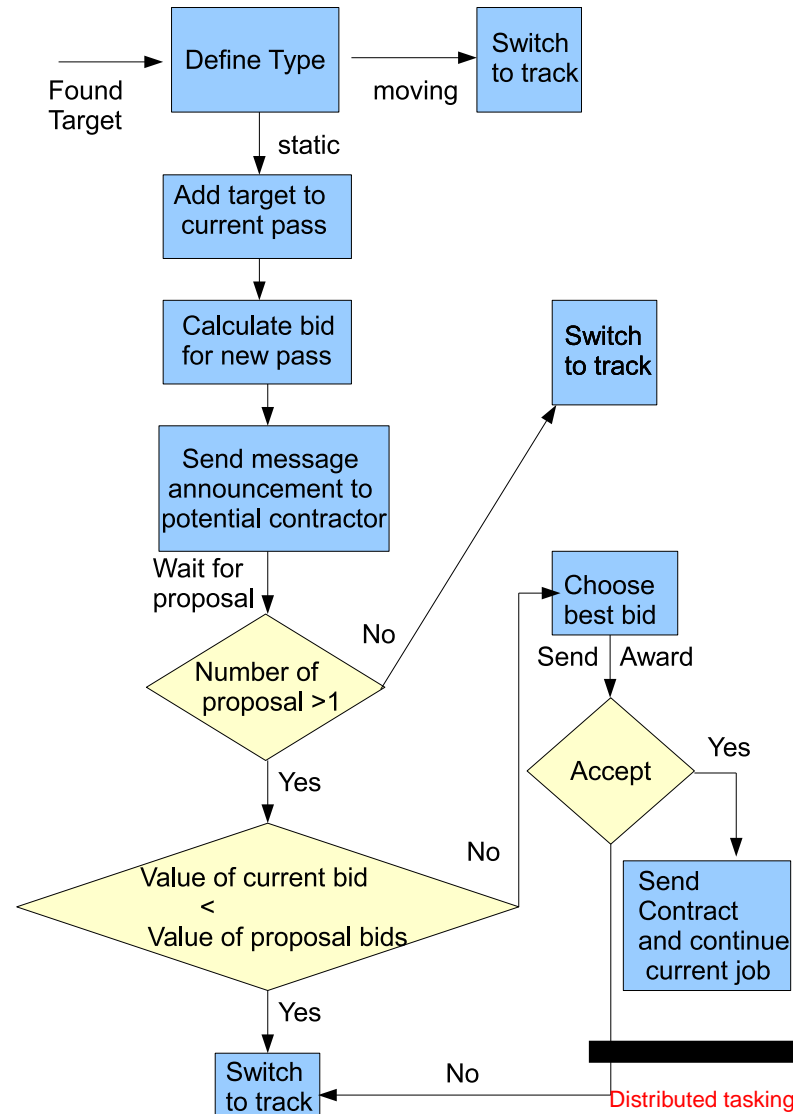 Define Type
Switch
to track
Found
Target
moving
static
Add target to
current pass
Calculate bid
for new pass
Switch
to track
Send message
announcement to
potential contractor
Wait for
proposal
No
Number of
proposal >1
Choose
best bid
Send Award
Accept
Yes
Yes
No
Value of current bid
<
Value of proposal bids
Send
Contract
and continue
current job
Yes
Switch
to track
No
Distributed tasking